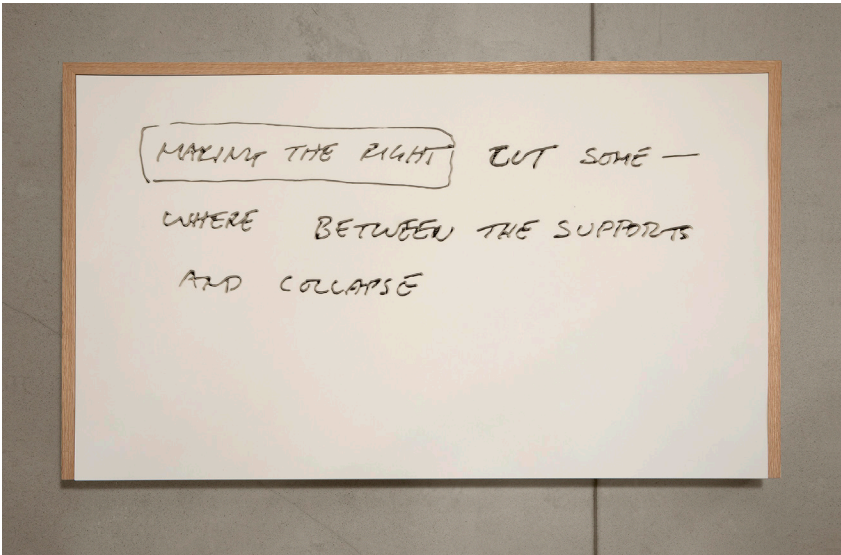 MAKING THE RIGHT CUT SOME—
WHERE BETWEEN THE SUPPORTS
AND COLLAPSE